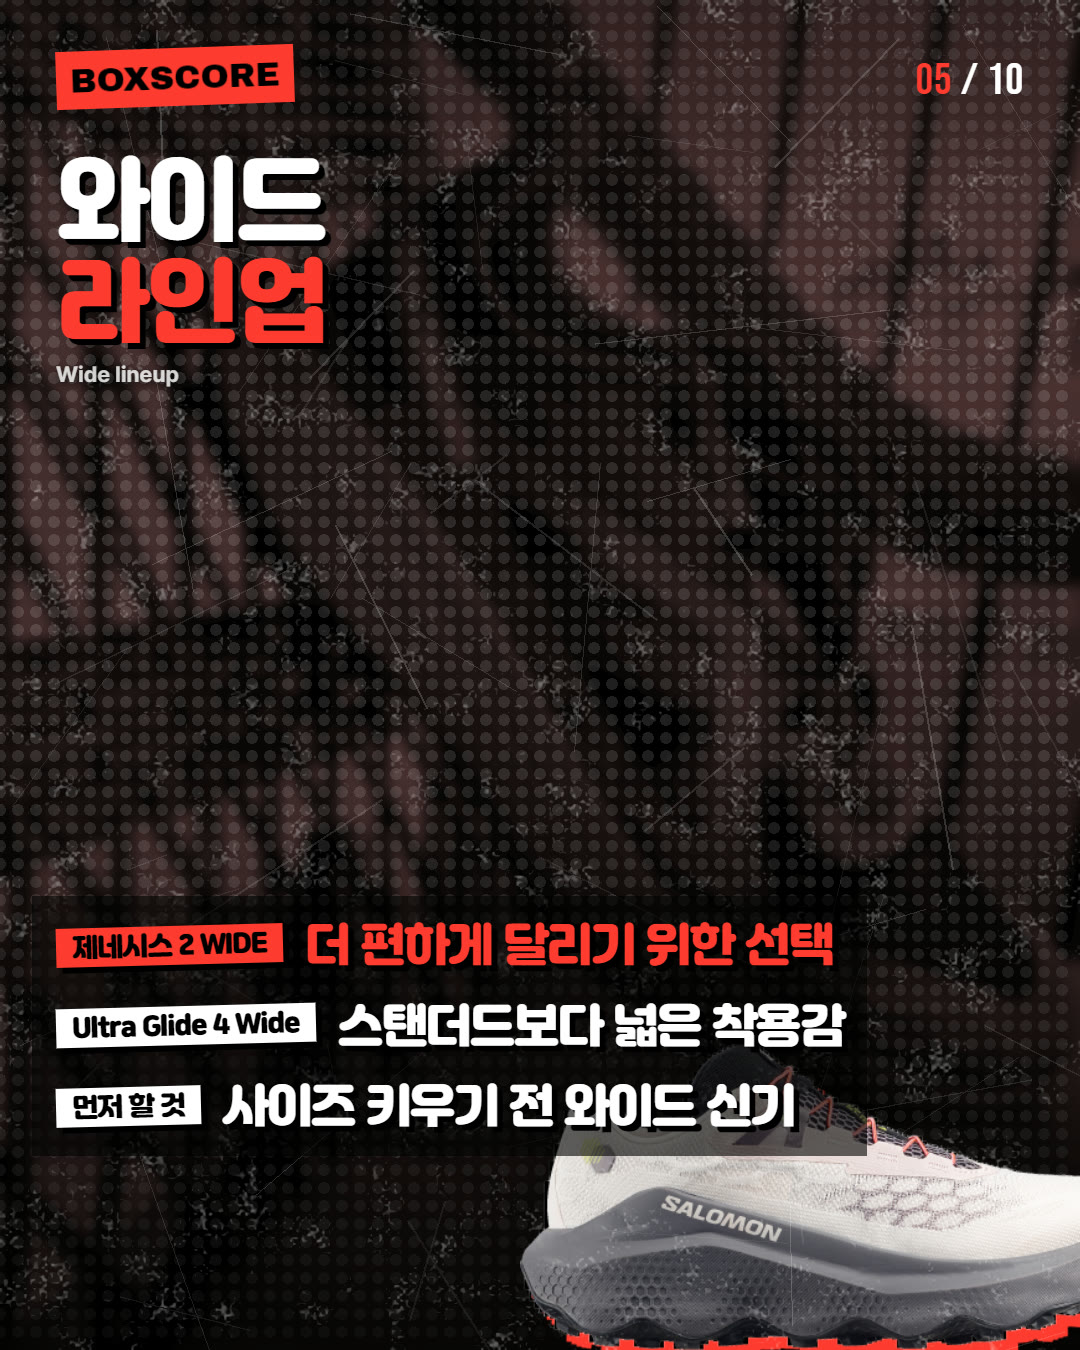 BOXSCORE
05 / 10
와이드
라인업
Wide lineup
제네시스 2 WIDE 더 편하게 달리기 위한 선택
Ultra Glide 4 Wide 스탠더드보다 넓은 착용감
먼저 할 것 사이즈 키우기 전 와이드 신기
SALOMON